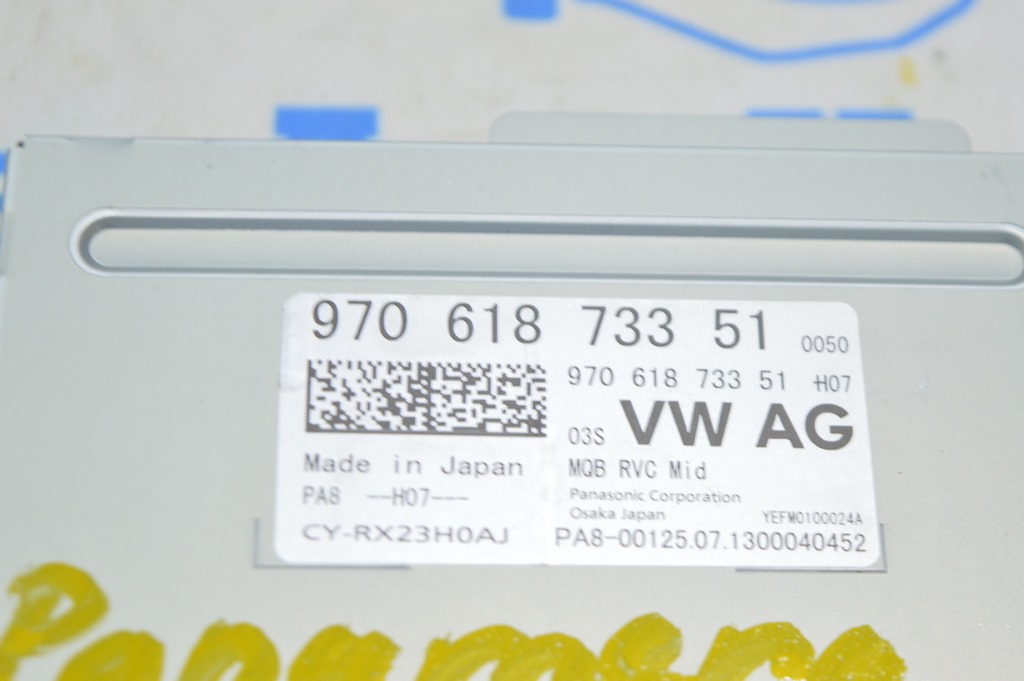 970 618 733 51 0050
970 618 733 51 H07
03S VW AG
Made in Japan
MQB RVC Mid
PA8 --H07---
Panasonic Corporation
Osaka Japan YEFM0100024A
CY-RX23H0AJ
PA8-00125.07.1300040452
Panamera